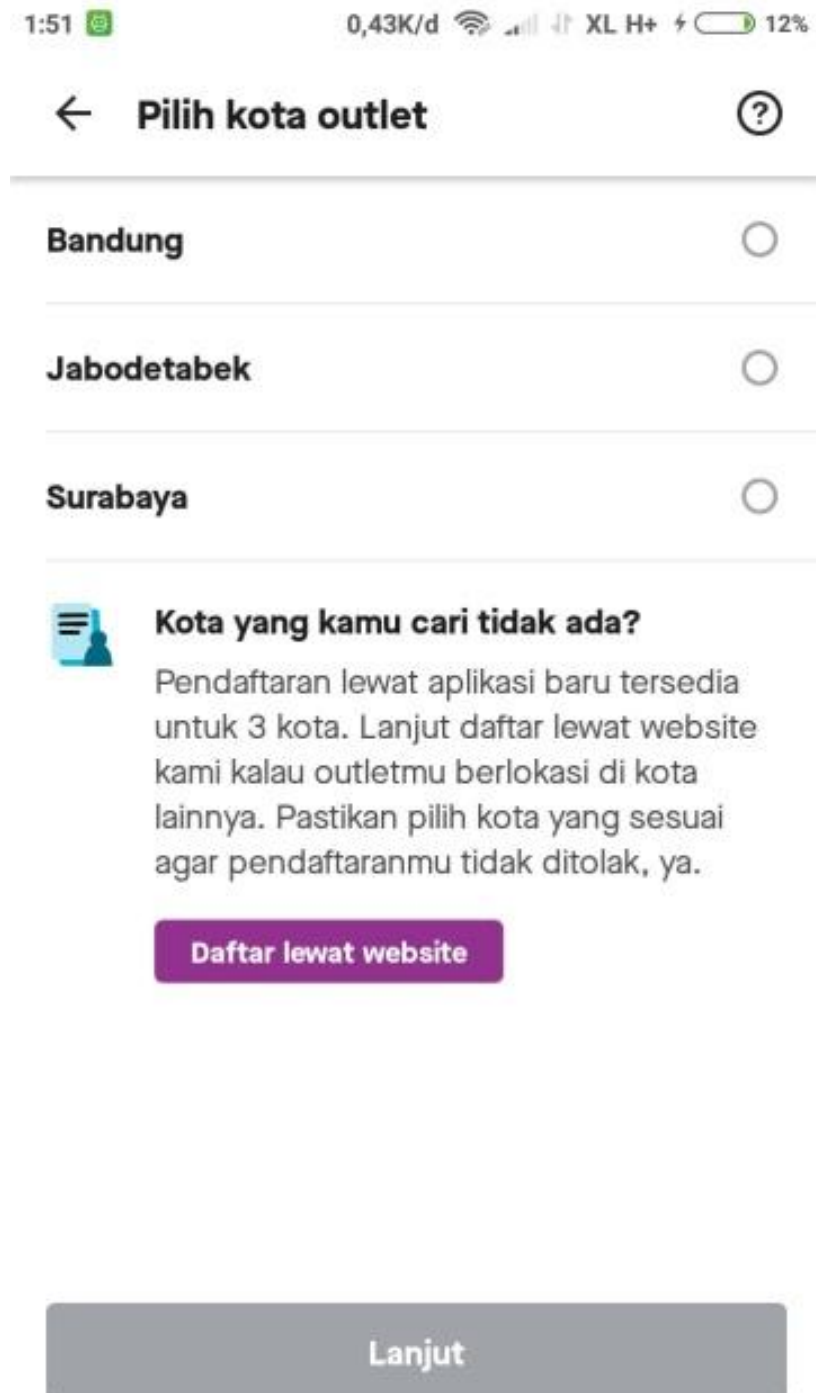 1:51 0,43K/d XL H+ 12%
Pilih kota outlet
Bandung
Jabodetabek
Surabaya
Kota yang kamu cari tidak ada?
Pendaftaran lewat aplikasi baru tersedia
untuk 3 kota. Lanjut daftar lewat website
kami kalau outletmu berlokasi di kota
lainnya. Pastikan pilih kota yang sesuai
agar pendaftaranmu tidak ditolak, ya.
Daftar lewat website
Lanjut